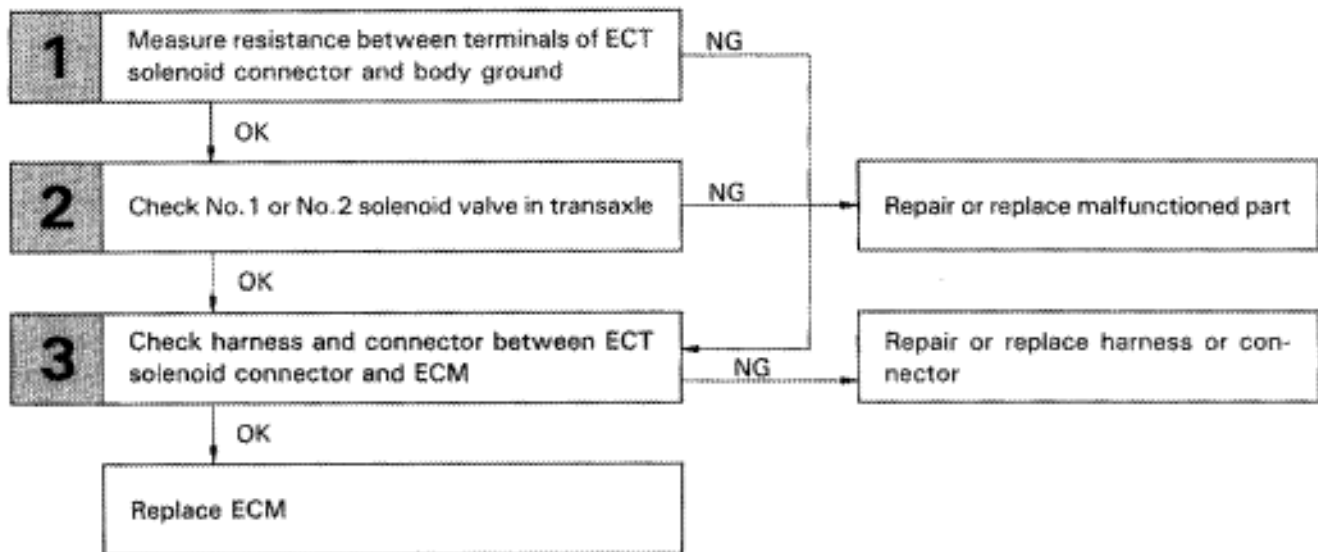 1
Measure resistance between terminals of ECT
solenoid connector and body ground
NG
OK
2
Check No.1 or No.2 solenoid valve in transaxle
NG
Repair or replace malfunctioned part
OK
3
Check harness and connector between ECT
solenoid connector and ECM
NG
Repair or replace harness or con-
nector
OK
Replace ECM